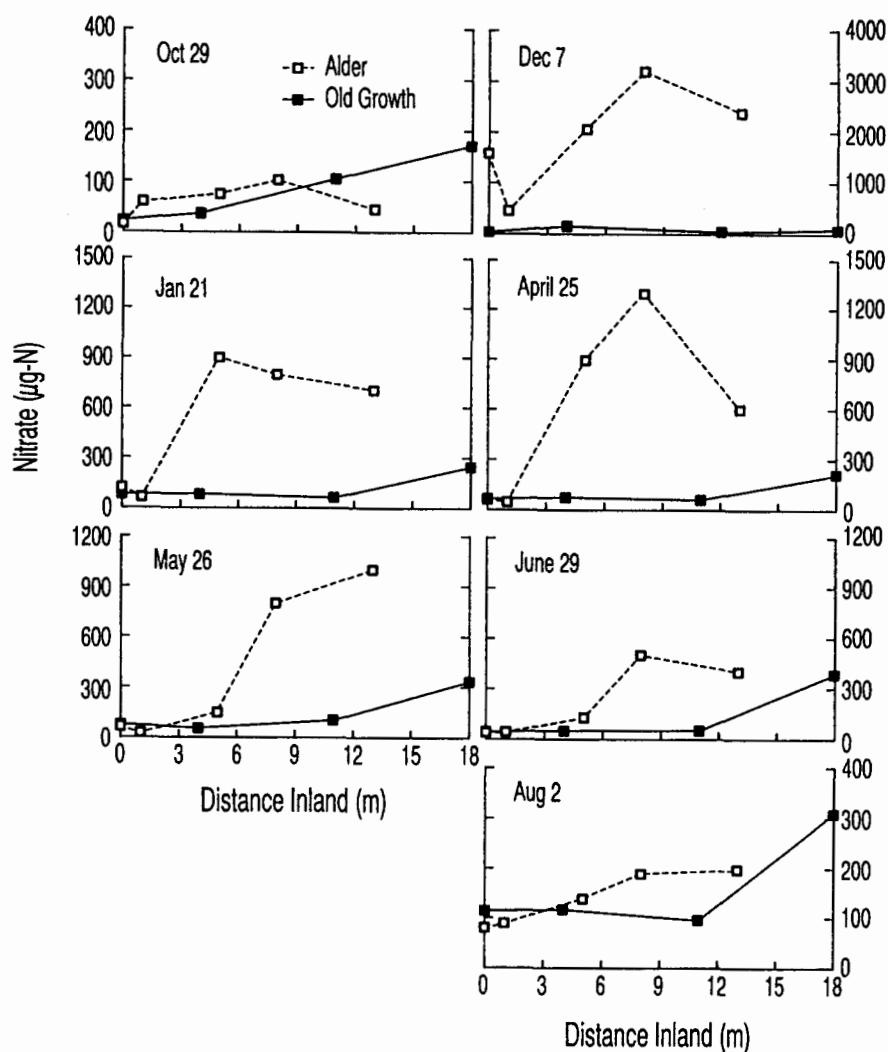 Oct 29
Alder
Old Growth
400
300
200
100
0
Dec 7
4000
3000
2000
1000
0
Jan 21
1500
1200
900
600
300
0
April 25
1500
1200
900
600
300
0
Nitrate (µg-N)
May 26
1200
900
600
300
0
0 3 6 9 12 15 18
Distance Inland (m)
June 29
1200
900
600
300
0
Aug 2
400
300
200
100
0
0 3 6 9 12 15 18
Distance Inland (m)